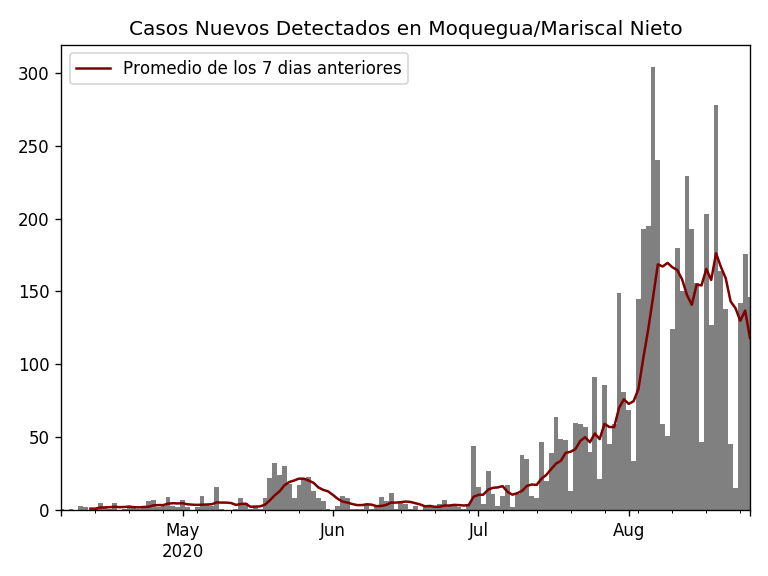 Casos Nuevos Detectados en Moquegua/Mariscal Nieto
Promedio de los 7 dias anteriores
300
250
200
150
100
50
0
May Jun Jul Aug
2020